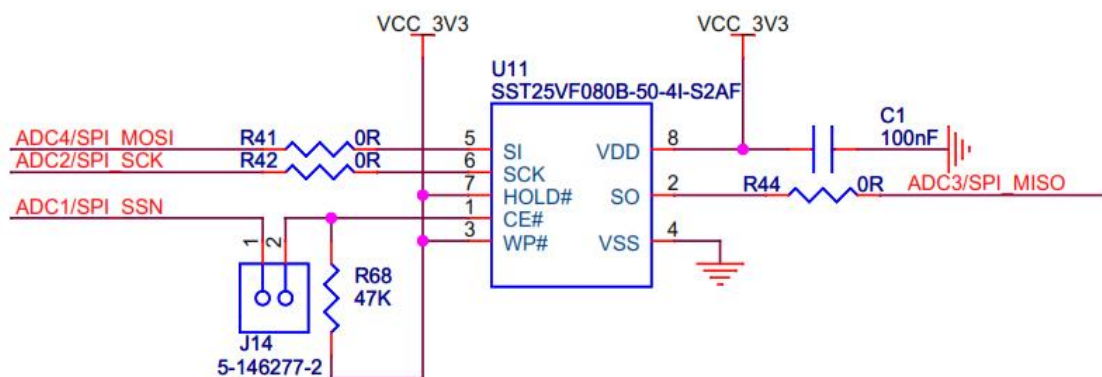 VCC_3V3
VCC_3V3
U11
SST25VF080B-50-4I-S2AF
C1
100nF
ADC4/SPI_MOSI
R41
0R
5
SI
VDD
8
ADC2/SPI_SCK
R42
0R
6
SCK
7
HOLD#
SO
2
R44
0R
ADC3/SPI_MISO
ADC1/SPI_SSN
1
CE#
3
WP#
VSS
4
1
2
R68
47K
J14
5-146277-2